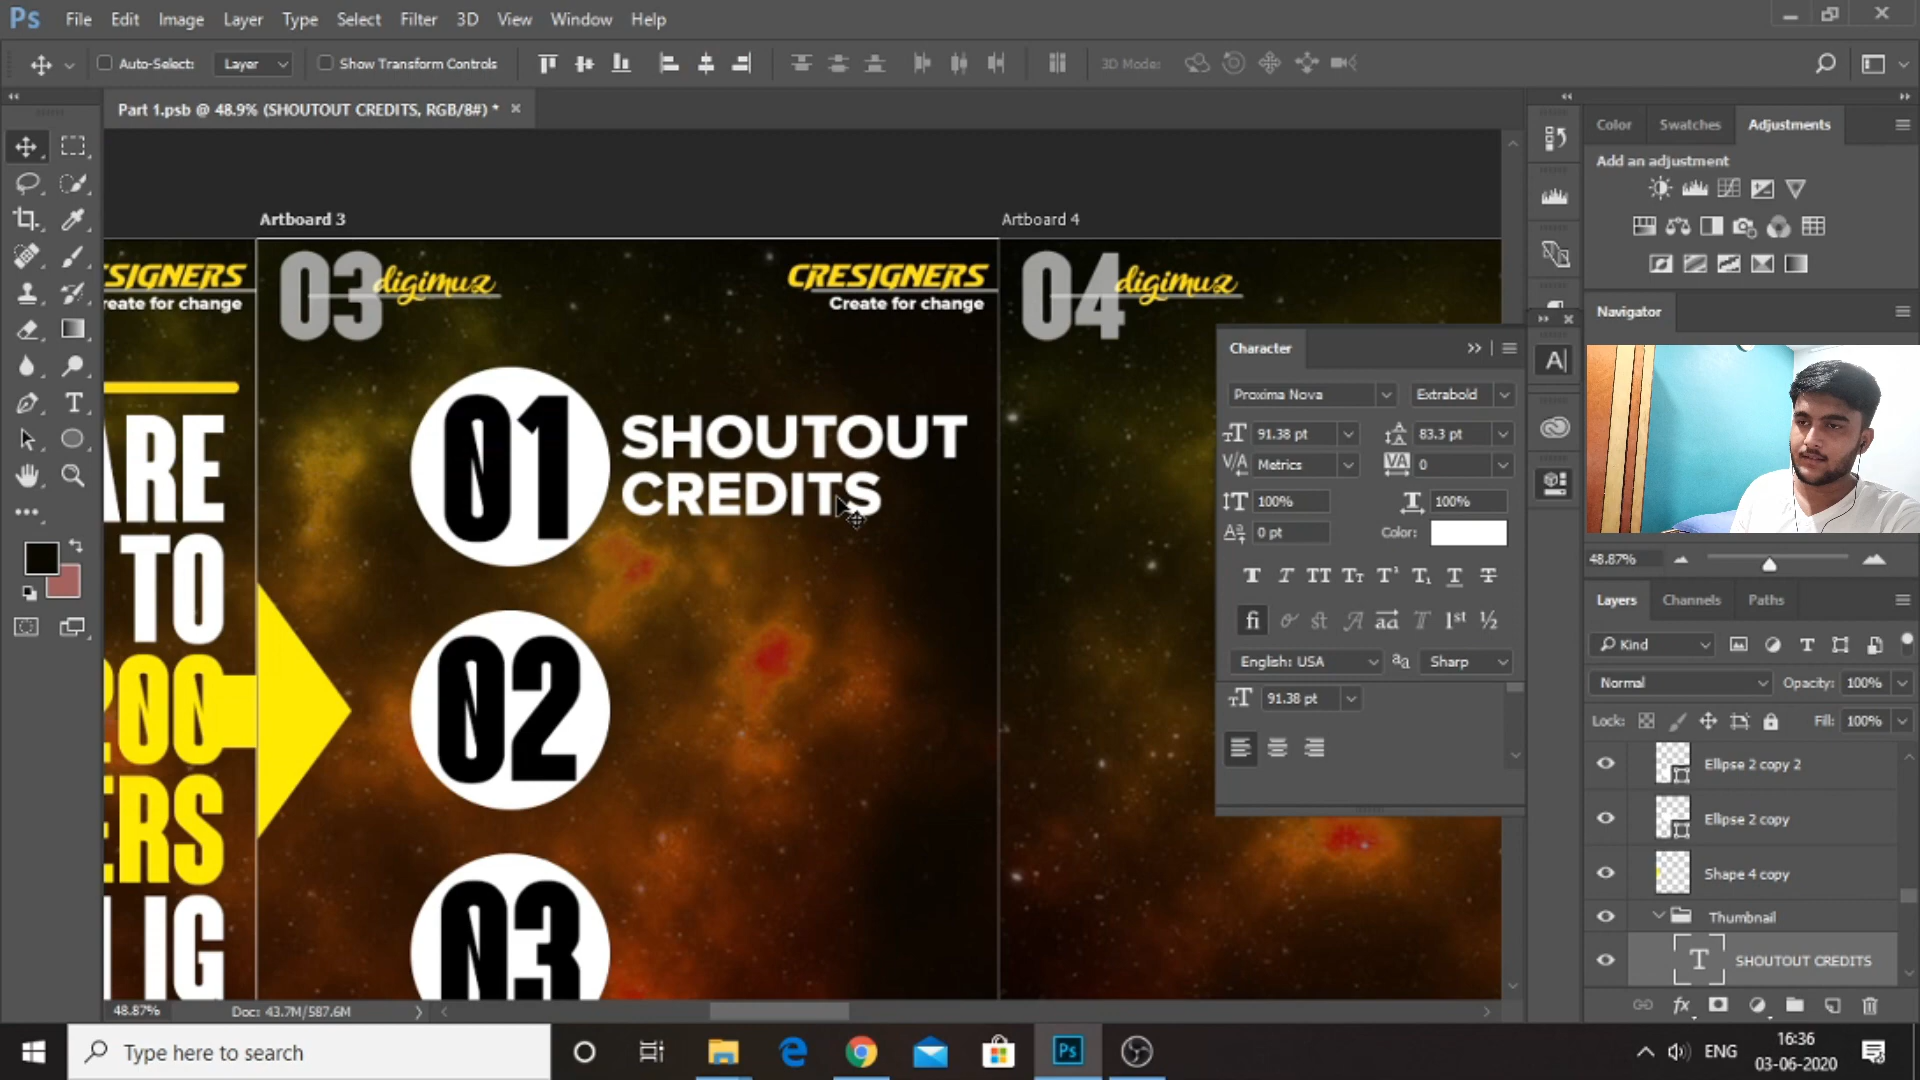 Ps File Edit Image Layer Type Select Filter 3D View Window Help
Auto-Select: Layer Show Transform Controls 3D Mode:
Part 1.psb @ 48.9% (SHOUTOUT CREDITS, RGB/8#) *
Color Swatches Adjustments
Add an adjustment
Artboard 3
Artboard 4
SIGNERS
reate for change
03 digimuz
CRESIGNERS
Create for change
04 digimuz
Navigator
Character
Proxima Nova Extrabold
91.38 pt 83.3 pt
Metrics 0
100% 100%
0 pt Color:
English: USA Sharp
91.38 pt
ARE
TO
200
ERS
IG
01
SHOUTOUT
CREDITS
02
03
48.87%
Layers Channels Paths
Kind
Normal Opacity: 100%
Lock: Fill: 100%
Ellipse 2 copy 2
Ellipse 2 copy
Shape 4 copy
Thumbnail
SHOUTOUT CREDITS
48.87% Doc: 43.7M/587.6M
Type here to search
ENG
16:36
03-06-2020